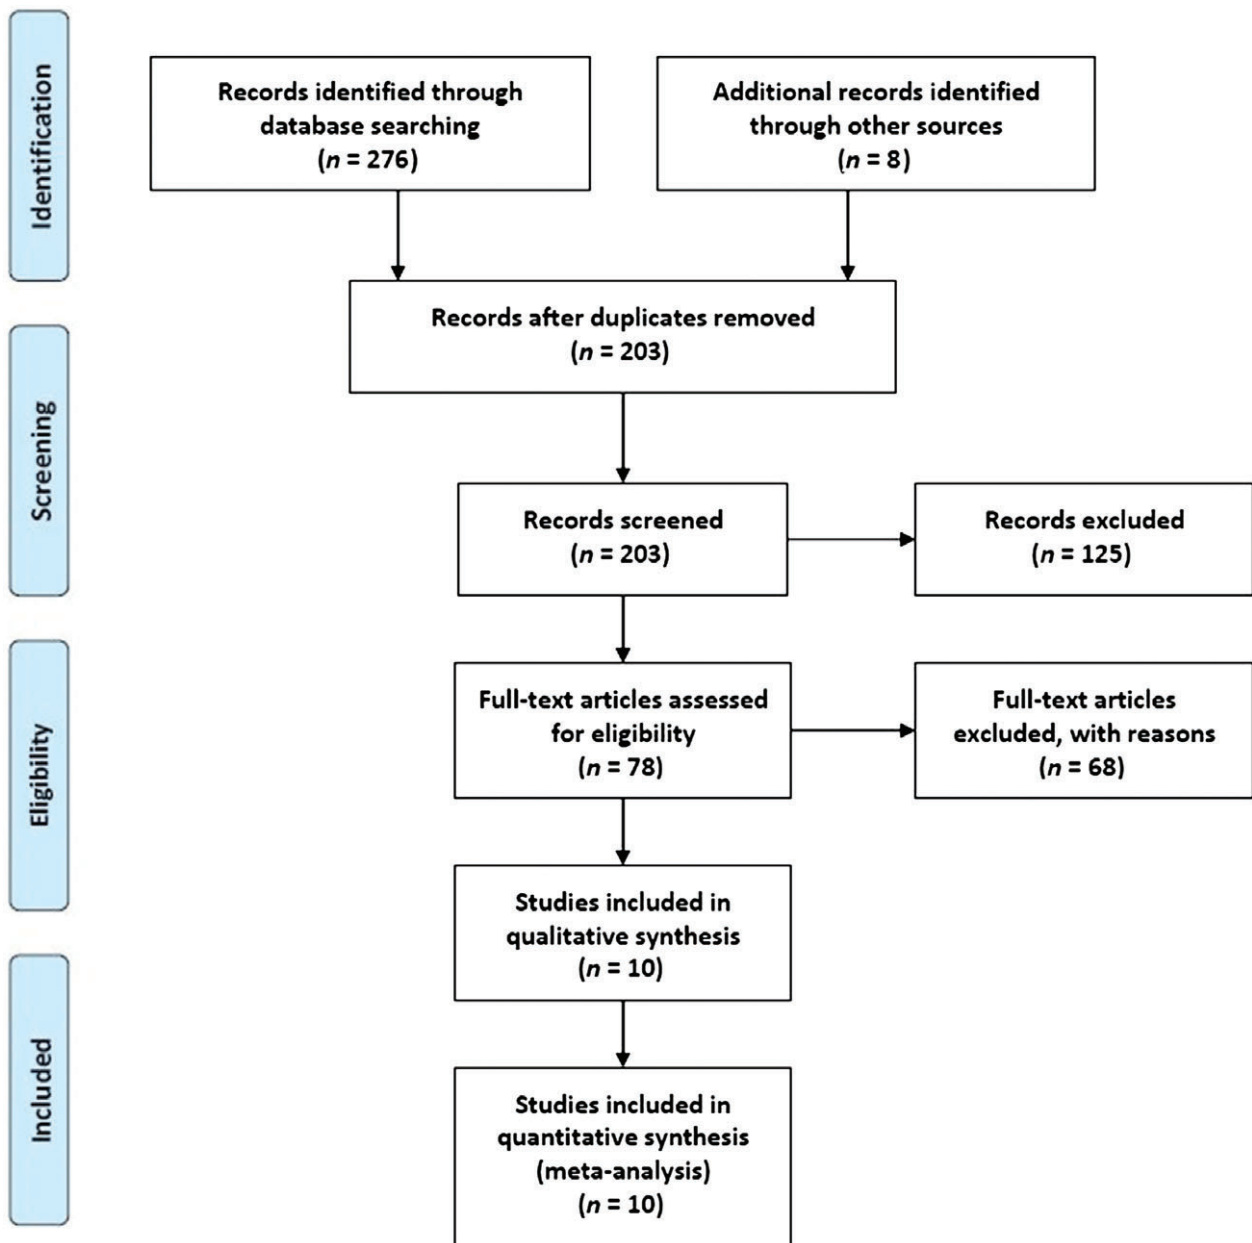 Identification
Records identified through
database searching
(n = 276)
Additional records identified
through other sources
(n = 8)
Records after duplicates removed
(n = 203)
Screening
Records screened
(n = 203)
Records excluded
(n = 125)
Eligibility
Full-text articles assessed
for eligibility
(n = 78)
Full-text articles
excluded, with reasons
(n = 68)
Studies included in
qualitative synthesis
(n = 10)
Included
Studies included in
quantitative synthesis
(meta-analysis)
(n = 10)